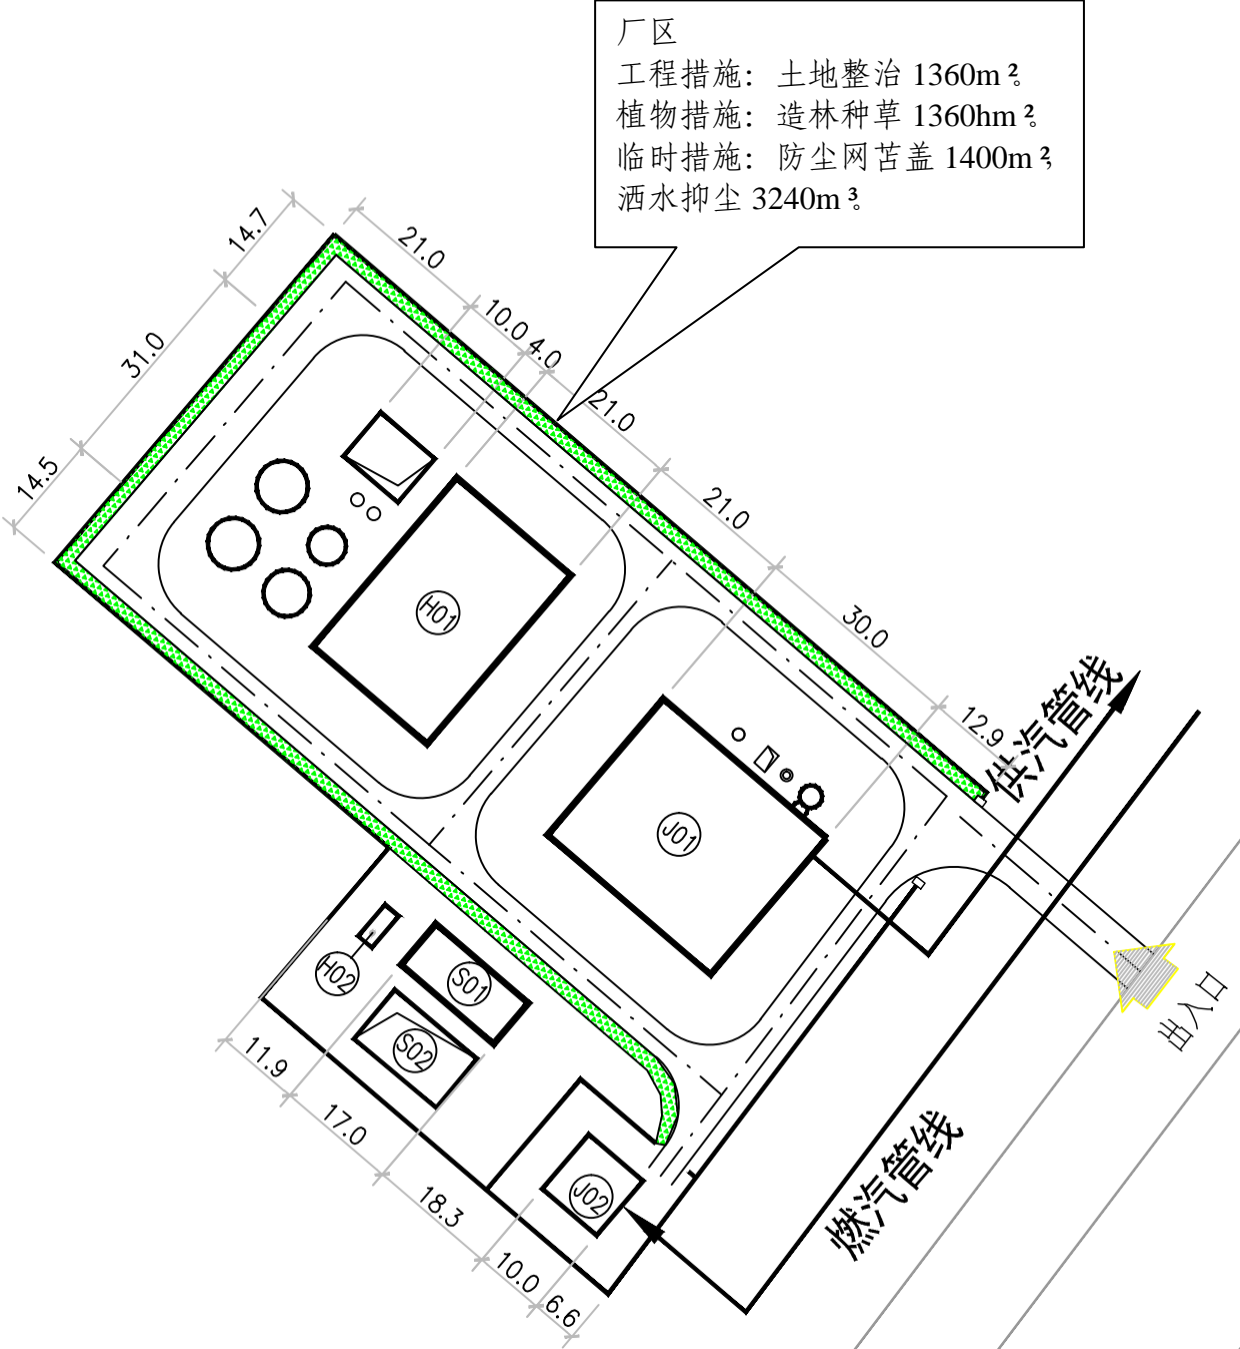 厂区
工程措施：土地整治 1360m²。
植物措施：造林种草 1360hm²。
临时措施：防尘网苫盖 1400m²，
洒水抑尘 3240m³。
14.7
21.0
10.0
4.0
31.0
21.0
14.5
21.0
30.0
12.9
供汽管线
H01
J01
H02
S01
S02
出入口
11.9
17.0
18.3
J02
燃汽管线
10.0
6.6